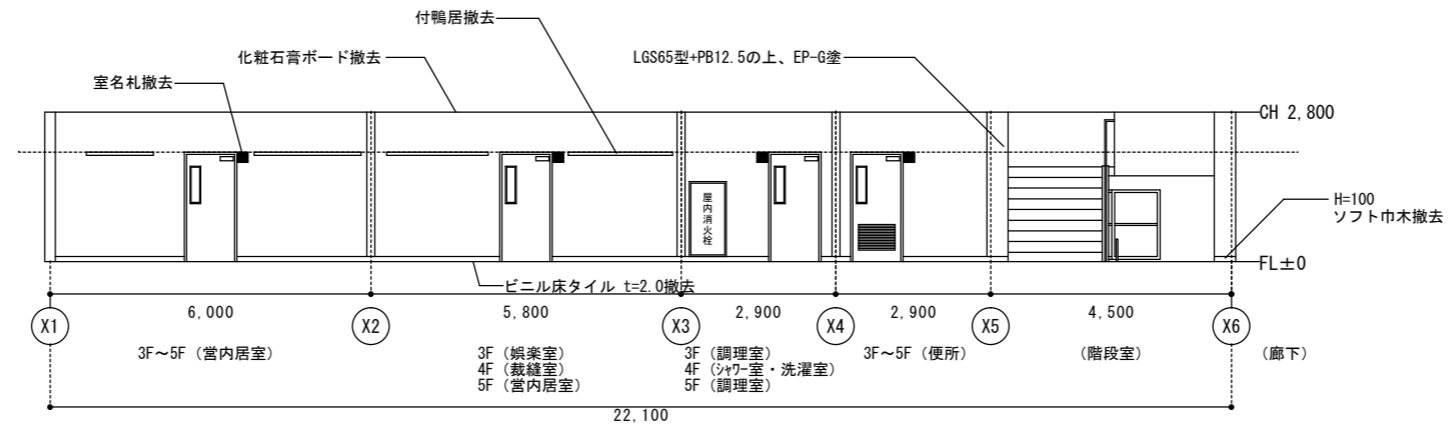 付鴨居撤去
化粧石膏ボード撤去
LGS65型+PB12.5の上、EP-G塗
室名札撤去
CH 2,800
屋内消火栓
H=100
ソフト巾木撤去
FL±0
ビニル床タイル t=2.0撤去
6,000
5,800
2,900
2,900
4,500
X1
X2
X3
X4
X5
X6
3F～5F（営内居室）
3F（娯楽室）
4F（裁縫室）
5F（営内居室）
3F（調理室）
4F（ｼｬﾜｰ室・洗濯室）
5F（調理室）
3F～5F（便所）
（階段室）
（廊下）
22,100